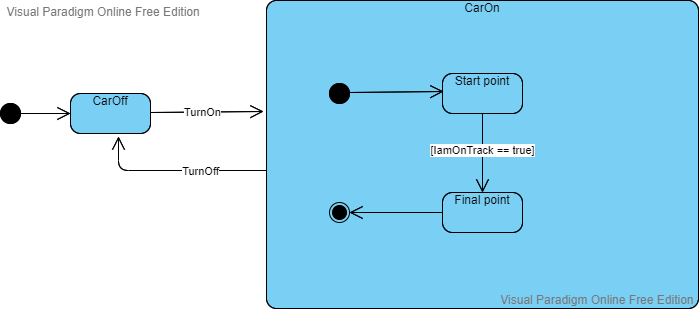 Visual Paradigm Online Free Edition
CarOn
CarOff
TurnOn
TurnOff
Start point
[IamOnTrack == true]
Final point
Visual Paradigm Online Free Edition